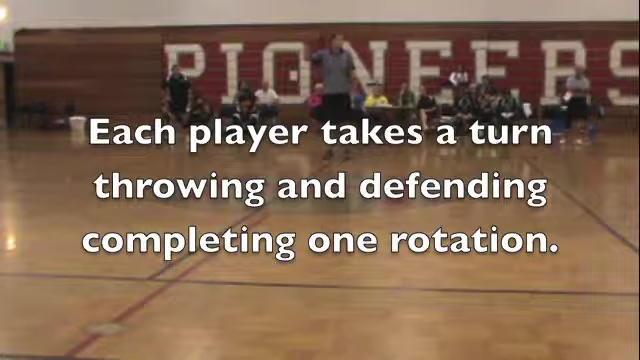 PIONEERS
Each player takes a turn
throwing and defending
completing one rotation.